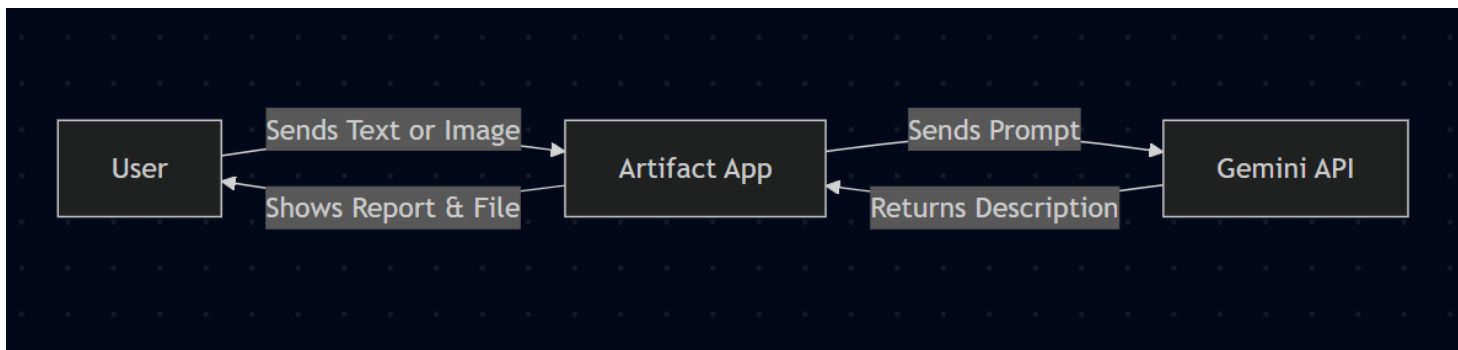 Sends Text or Image
Sends Prompt
User
Artifact App
Gemini API
Shows Report & File
Returns Description